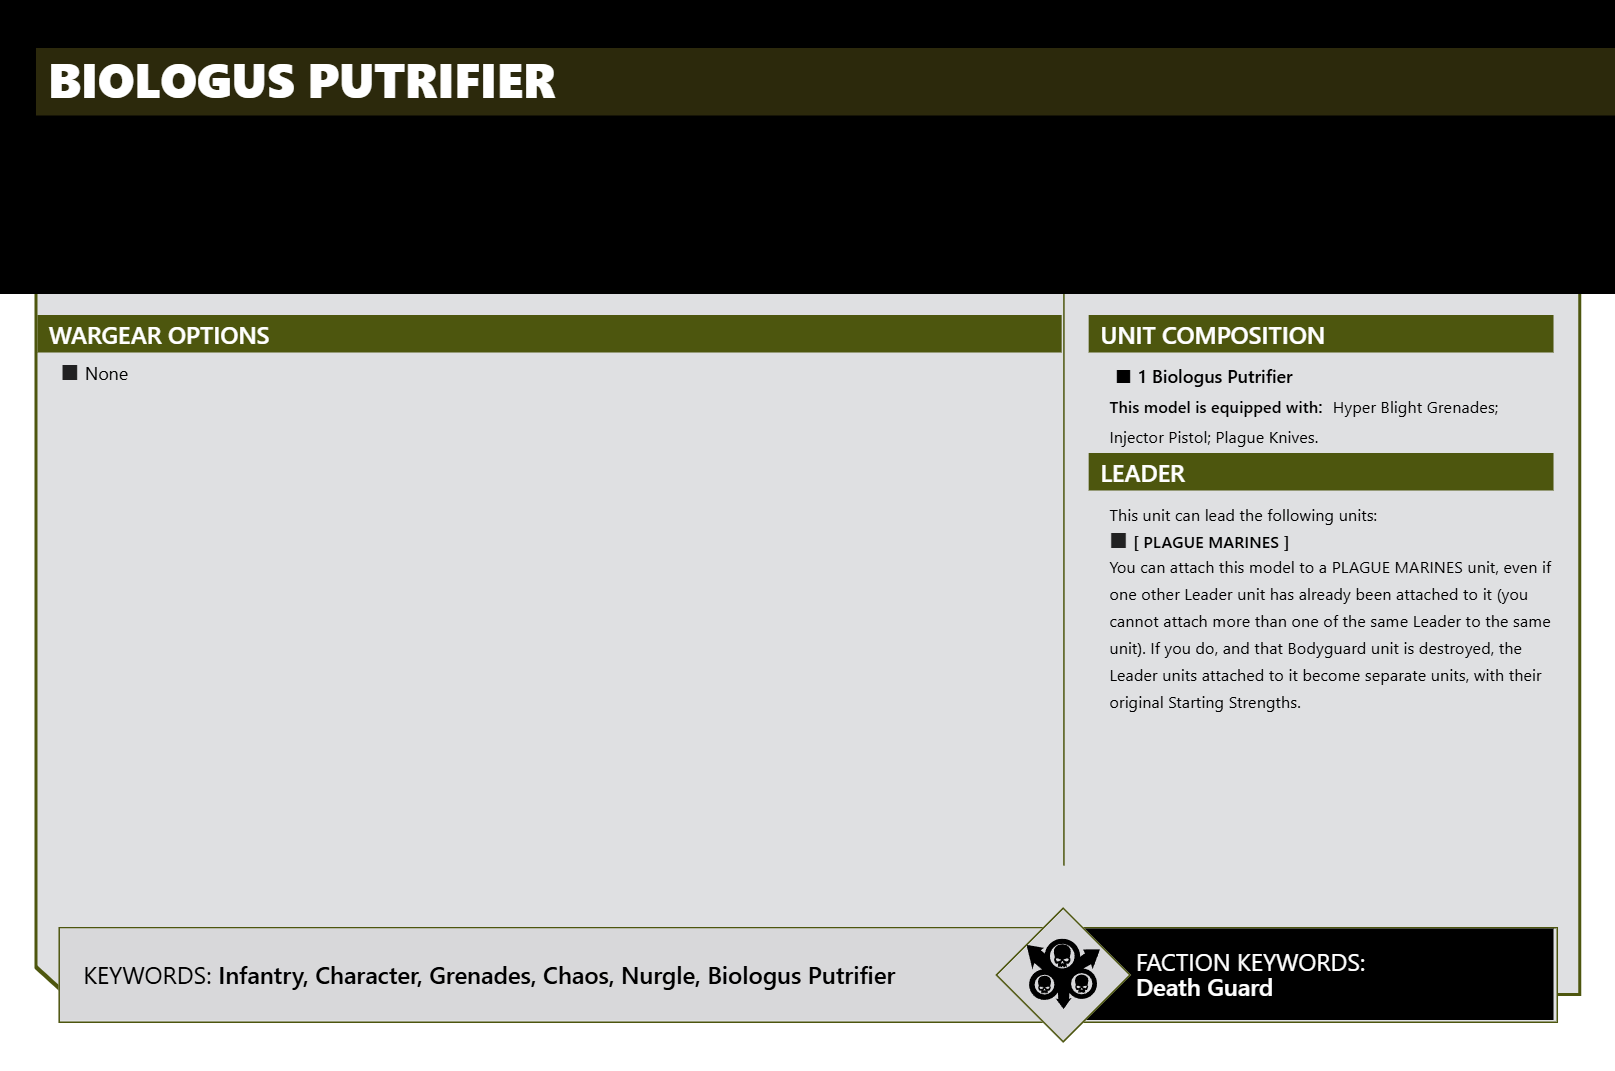 BIOLOGUS PUTRIFIER
WARGEAR OPTIONS
None
UNIT COMPOSITION
1 Biologus Putrifier
This model is equipped with: Hyper Blight Grenades;
Injector Pistol; Plague Knives.
LEADER
This unit can lead the following units:
[ PLAGUE MARINES ]
You can attach this model to a PLAGUE MARINES unit, even if
one other Leader unit has already been attached to it (you
cannot attach more than one of the same Leader to the same
unit). If you do, and that Bodyguard unit is destroyed, the
Leader units attached to it become separate units, with their
original Starting Strengths.
KEYWORDS: Infantry, Character, Grenades, Chaos, Nurgle, Biologus Putrifier
FACTION KEYWORDS:
Death Guard